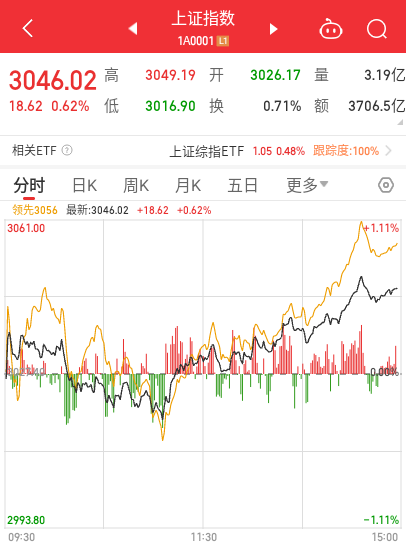 上证指数
1A0001 L1
3046.02 高 3049.19 开 3026.17 量 3.19亿
18.62 0.62% 低 3016.90 换 0.71% 额 3706.5亿
相关ETF ? 上证综指ETF 1.05 0.48% 跟踪度:100%
分时 日K 周K 月K 五日 更多
领先3056 最新:3046.02 +18.62 +0.62%
3061.00 +1.11%
0.00%
2993.80 -1.11%
09:30 11:30 15:00